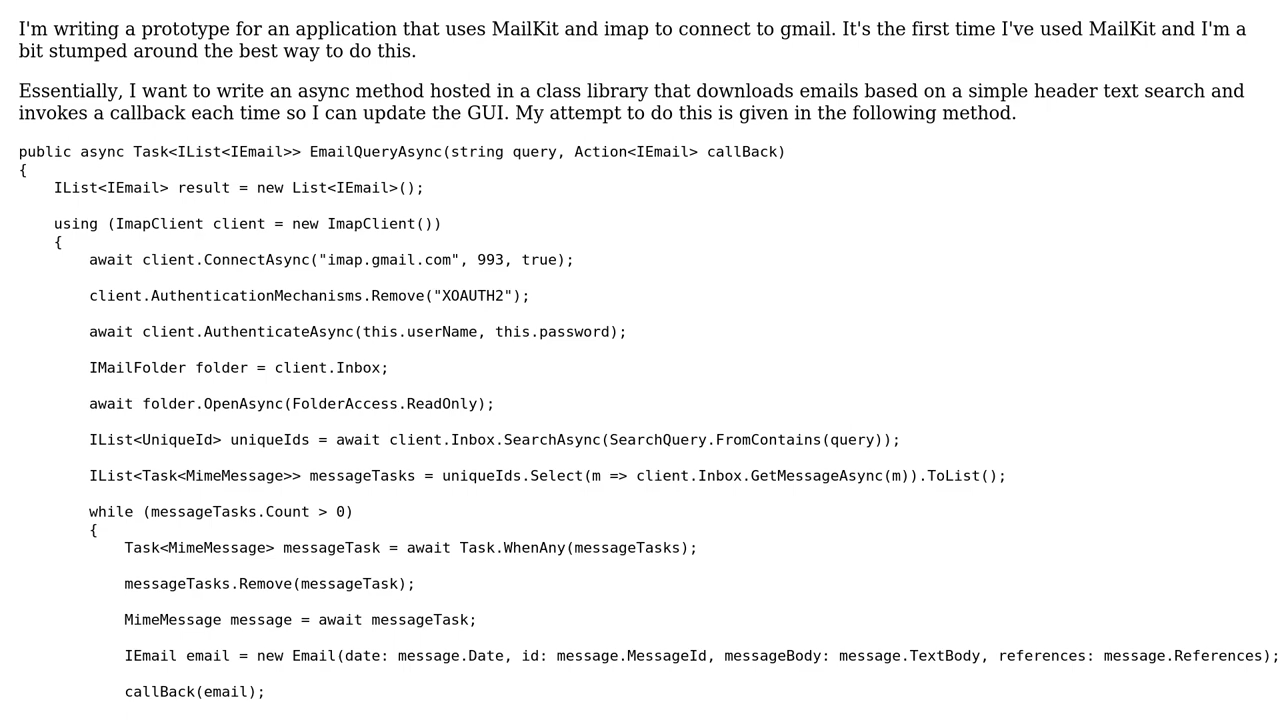 I'm writing a prototype for an application that uses MailKit and imap to connect to gmail. It's the first time I've used MailKit and I'm a
bit stumped around the best way to do this.
Essentially, I want to write an async method hosted in a class library that downloads emails based on a simple header text search and
invokes a callback each time so I can update the GUI. My attempt to do this is given in the following method.
public async Task<IList<IEmail>> EmailQueryAsync(string query, Action<IEmail> callBack)
{
    IList<IEmail> result = new List<IEmail>();
    using (ImapClient client = new ImapClient())
    {
        await client.ConnectAsync("imap.gmail.com", 993, true);
        client.AuthenticationMechanisms.Remove("XOAUTH2");
        await client.AuthenticateAsync(this.userName, this.password);
        IMailFolder folder = client.Inbox;
        await folder.OpenAsync(FolderAccess.ReadOnly);
        IList<UniqueId> uniqueIds = await client.Inbox.SearchAsync(SearchQuery.FromContains(query));
        IList<Task<MimeMessage>> messageTasks = uniqueIds.Select(m => client.Inbox.GetMessageAsync(m)).ToList();
        while (messageTasks.Count > 0)
        {
            Task<MimeMessage> messageTask = await Task.WhenAny(messageTasks);
            messageTasks.Remove(messageTask);
            MimeMessage message = await messageTask;
            IEmail email = new Email(date: message.Date, id: message.MessageId, messageBody: message.TextBody, references: message.References);
            callBack(email);